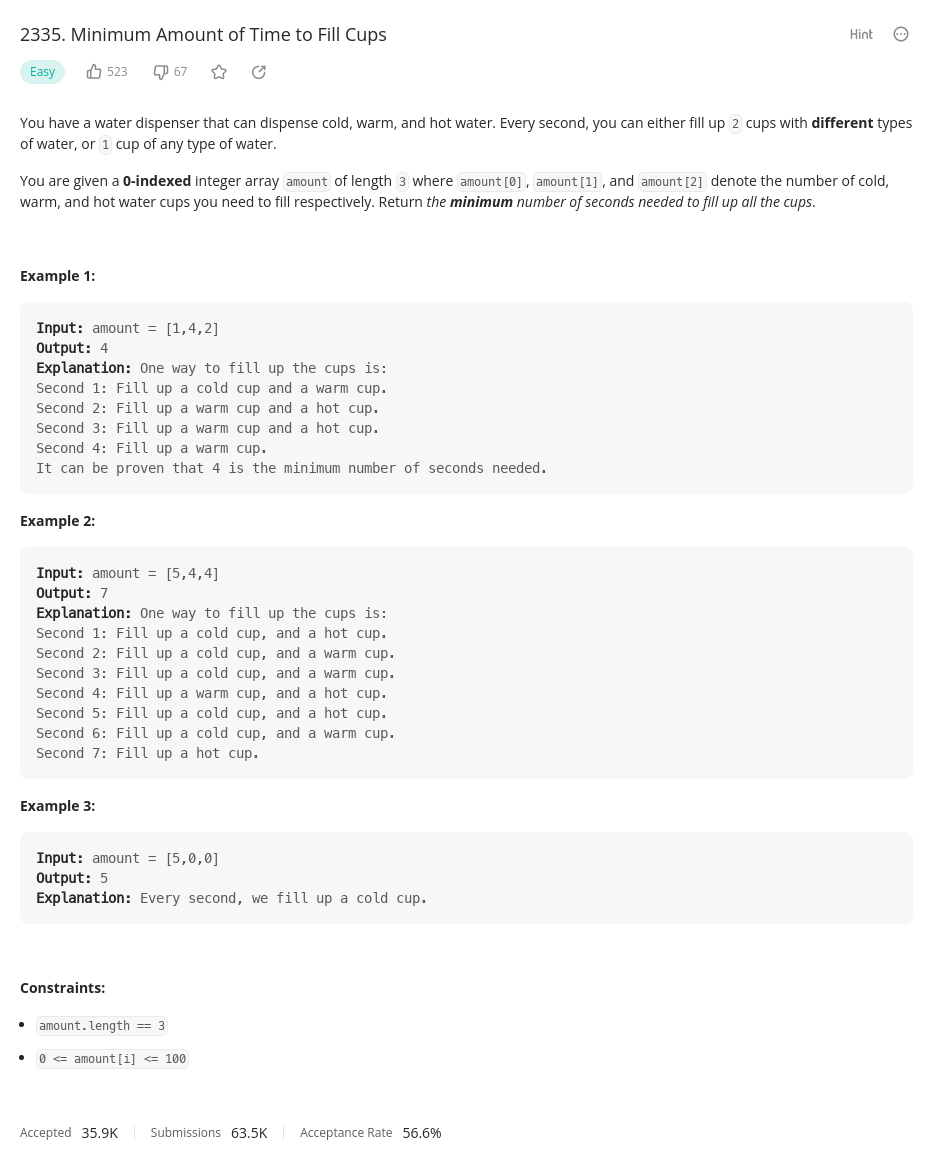 2335. Minimum Amount of Time to Fill Cups
Hint
Easy 523 67
You have a water dispenser that can dispense cold, warm, and hot water. Every second, you can either fill up 2 cups with different types
of water, or 1 cup of any type of water.
You are given a 0-indexed integer array amount of length 3 where amount[0], amount[1], and amount[2] denote the number of cold,
warm, and hot water cups you need to fill respectively. Return the minimum number of seconds needed to fill up all the cups.
Example 1:
Input: amount = [1,4,2]
Output: 4
Explanation: One way to fill up the cups is:
Second 1: Fill up a cold cup and a warm cup.
Second 2: Fill up a warm cup and a hot cup.
Second 3: Fill up a warm cup and a hot cup.
Second 4: Fill up a warm cup.
It can be proven that 4 is the minimum number of seconds needed.
Example 2:
Input: amount = [5,4,4]
Output: 7
Explanation: One way to fill up the cups is:
Second 1: Fill up a cold cup, and a hot cup.
Second 2: Fill up a cold cup, and a warm cup.
Second 3: Fill up a cold cup, and a warm cup.
Second 4: Fill up a warm cup, and a hot cup.
Second 5: Fill up a cold cup, and a hot cup.
Second 6: Fill up a cold cup, and a warm cup.
Second 7: Fill up a hot cup.
Example 3:
Input: amount = [5,0,0]
Output: 5
Explanation: Every second, we fill up a cold cup.
Constraints:
amount.length == 3
0 <= amount[i] <= 100
Accepted 35.9K Submissions 63.5K Acceptance Rate 56.6%